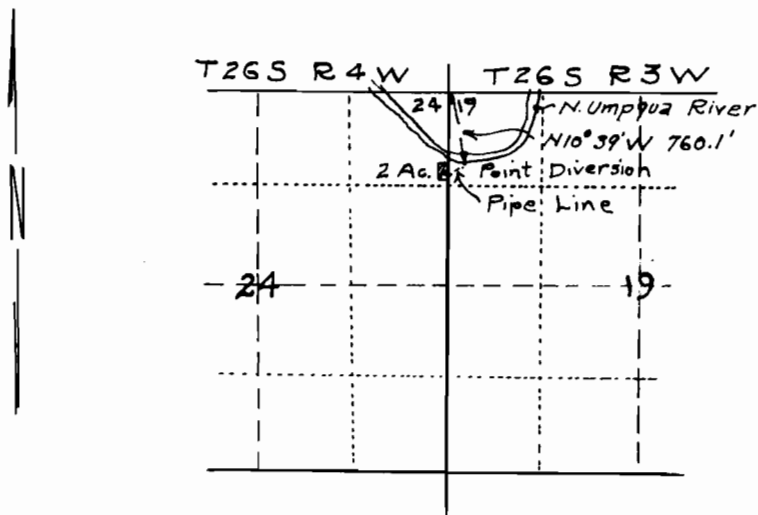 T26S R4W T26S R3W
24 19 N. Umpqua River
N10°39'W 760.1'
2 Ac. Point Diversion
Pipe Line
N
24 19